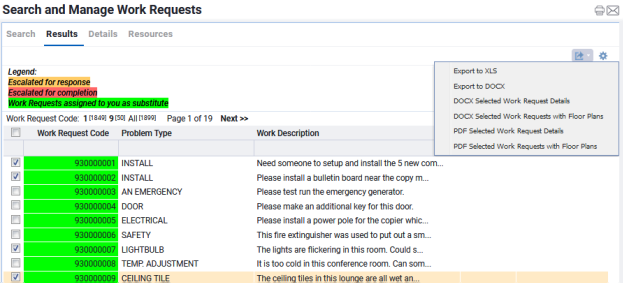 Search and Manage Work Requests
Search Results Details Resources
Legend:
Escalated for response
Escalated for completion
Work Requests assigned to you as substitute
Work Request Code: 1 [1849] 9 [50] All [1899] Page 1 of 19 Next >>
Export to XLS
Export to DOCX
DOCX Selected Work Request Details
DOCX Selected Work Requests with Floor Plans
PDF Selected Work Request Details
PDF Selected Work Requests with Floor Plans
Work Request Code Problem Type Work Description
930000001 INSTALL Need someone to setup and install the 5 new com...
930000002 INSTALL Please install a bulletin board near the copy m...
930000003 AN EMERGENCY Please test run the emergency generator.
930000004 DOOR Please make an additional key for this door.
930000005 ELECTRICAL Please install a power pole for the copier whic...
930000006 SAFETY This fire extinguisher was used to put out a sm...
930000007 LIGHTBULB The lights are flickering in this room. Could s...
930000008 TEMP. ADJUSTMENT It is too cold in this conference room. Can som...
930000009 CEILING TILE The ceiling tiles in this lounge are all wet an...